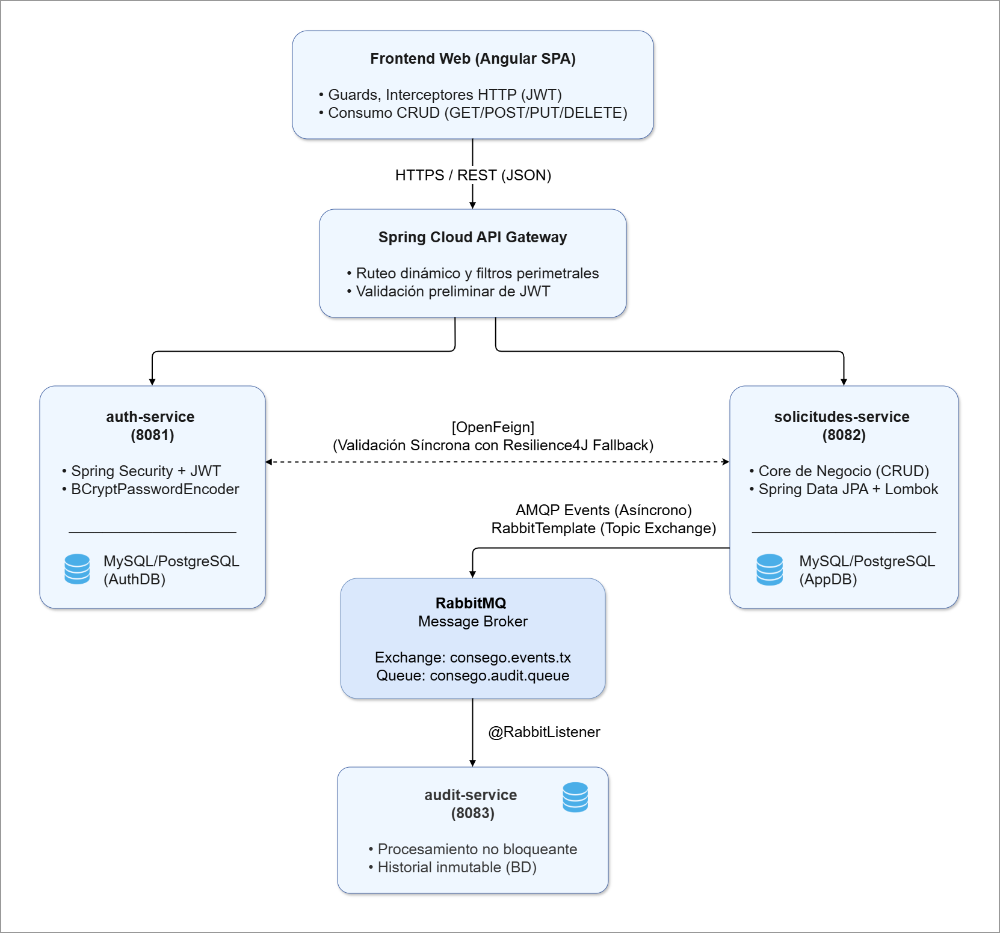 Frontend Web (Angular SPA)
• Guards, Interceptores HTTP (JWT)
• Consumo CRUD (GET/POST/PUT/DELETE)
HTTPS / REST (JSON)
Spring Cloud API Gateway
• Ruteo dinámico y filtros perimetrales
• Validación preliminar de JWT
auth-service
(8081)
• Spring Security + JWT
• BCryptPasswordEncoder
MySQL/PostgreSQL
(AuthDB)
[OpenFeign]
(Validación Síncrona con Resilience4J Fallback)
solicitudes-service
(8082)
• Core de Negocio (CRUD)
• Spring Data JPA + Lombok
MySQL/PostgreSQL
(AppDB)
AMQP Events (Asíncrono)
RabbitTemplate (Topic Exchange)
RabbitMQ
Message Broker
Exchange: consego.events.tx
Queue: consego.audit.queue
@RabbitListener
audit-service
(8083)
• Procesamiento no bloqueante
• Historial inmutable (BD)